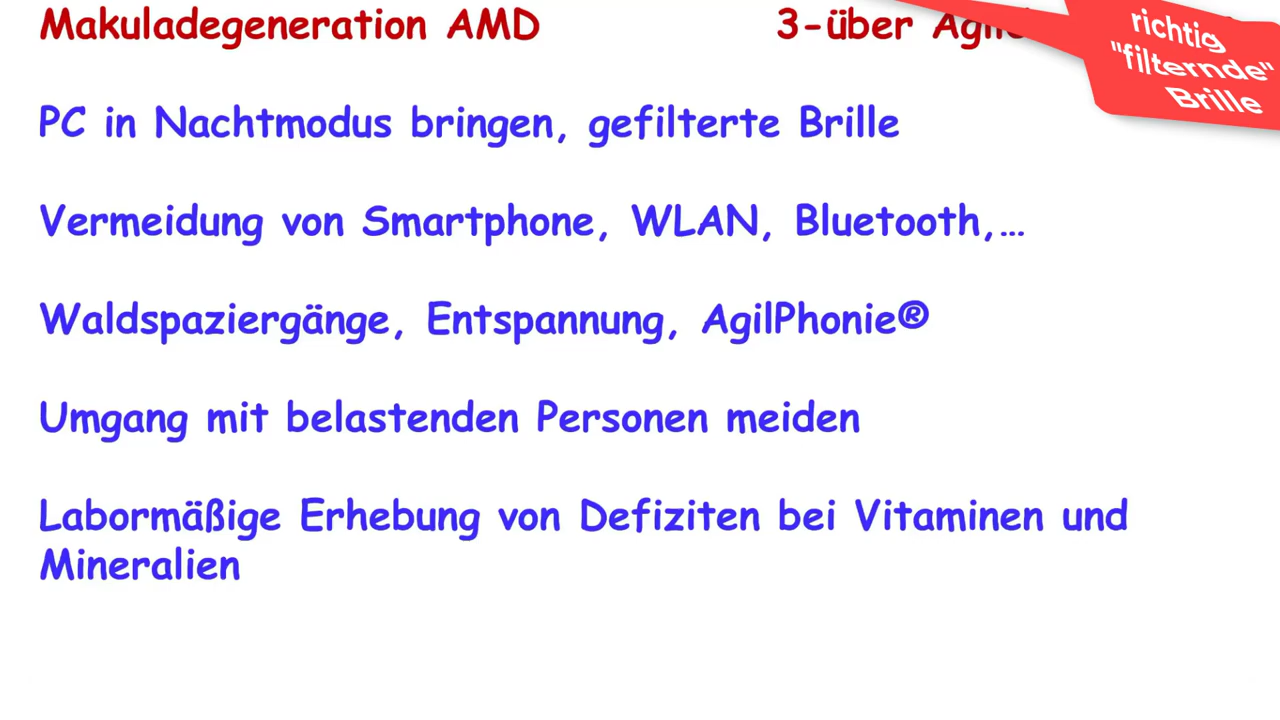 Makuladegeneration AMD 3-über
richtig
"filternde"
Brille
PC in Nachtmodus bringen, gefilterte Brille
Vermeidung von Smartphone, WLAN, Bluetooth,...
Waldspaziergänge, Entspannung, AgilPhonie®
Umgang mit belastenden Personen meiden
Labormäßige Erhebung von Defiziten bei Vitaminen und
Mineralien